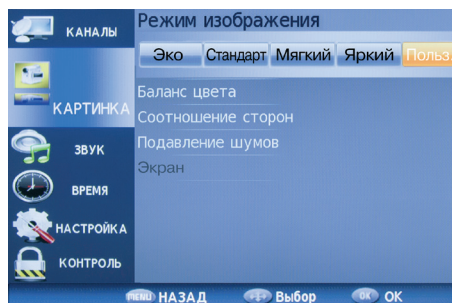 КАНАЛЫ
КАРТИНКА
ЗВУК
ВРЕМЯ
НАСТРОЙКА
КОНТРОЛЬ
Режим изображения
Эко Стандарт Мягкий Яркий Польз.
Баланс цвета
Соотношение сторон
Подавление шумов
Экран
MENU НАЗАД Выбор OK ОК